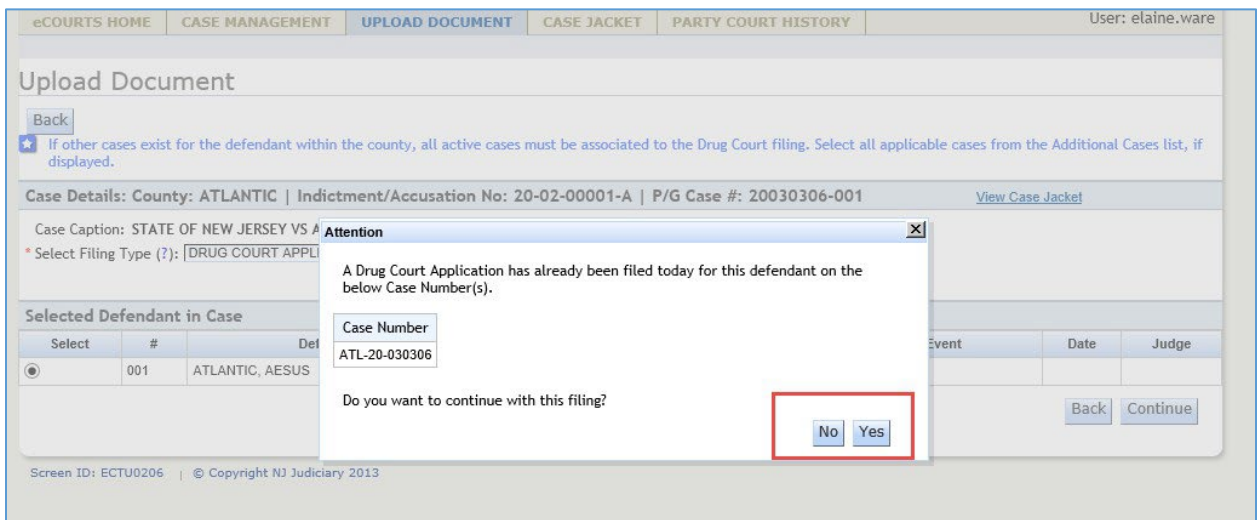 eCOURTS HOME CASE MANAGEMENT UPLOAD DOCUMENT CASE JACKET PARTY COURT HISTORY User: elaine.ware
Upload Document
Back
If other cases exist for the defendant within the county, all active cases must be associated to the Drug Court filing. Select all applicable cases from the Additional Cases list, if
displayed.
Case Details: County: ATLANTIC | Indictment/Accusation No: 20-02-00001-A | P/G Case #: 20030306-001 View Case Jacket
Case Caption: STATE OF NEW JERSEY VS A
* Select Filing Type (?): DRUG COURT APPLI
Attention
X
A Drug Court Application has already been filed today for this defendant on the
below Case Number(s).
Case Number
ATL-20-030306
Do you want to continue with this filing?
No Yes
Selected Defendant in Case
Select # Def Event Date Judge
001 ATLANTIC, AESUS
Back Continue
Screen ID: ECTU0206 | © Copyright NJ Judiciary 2013